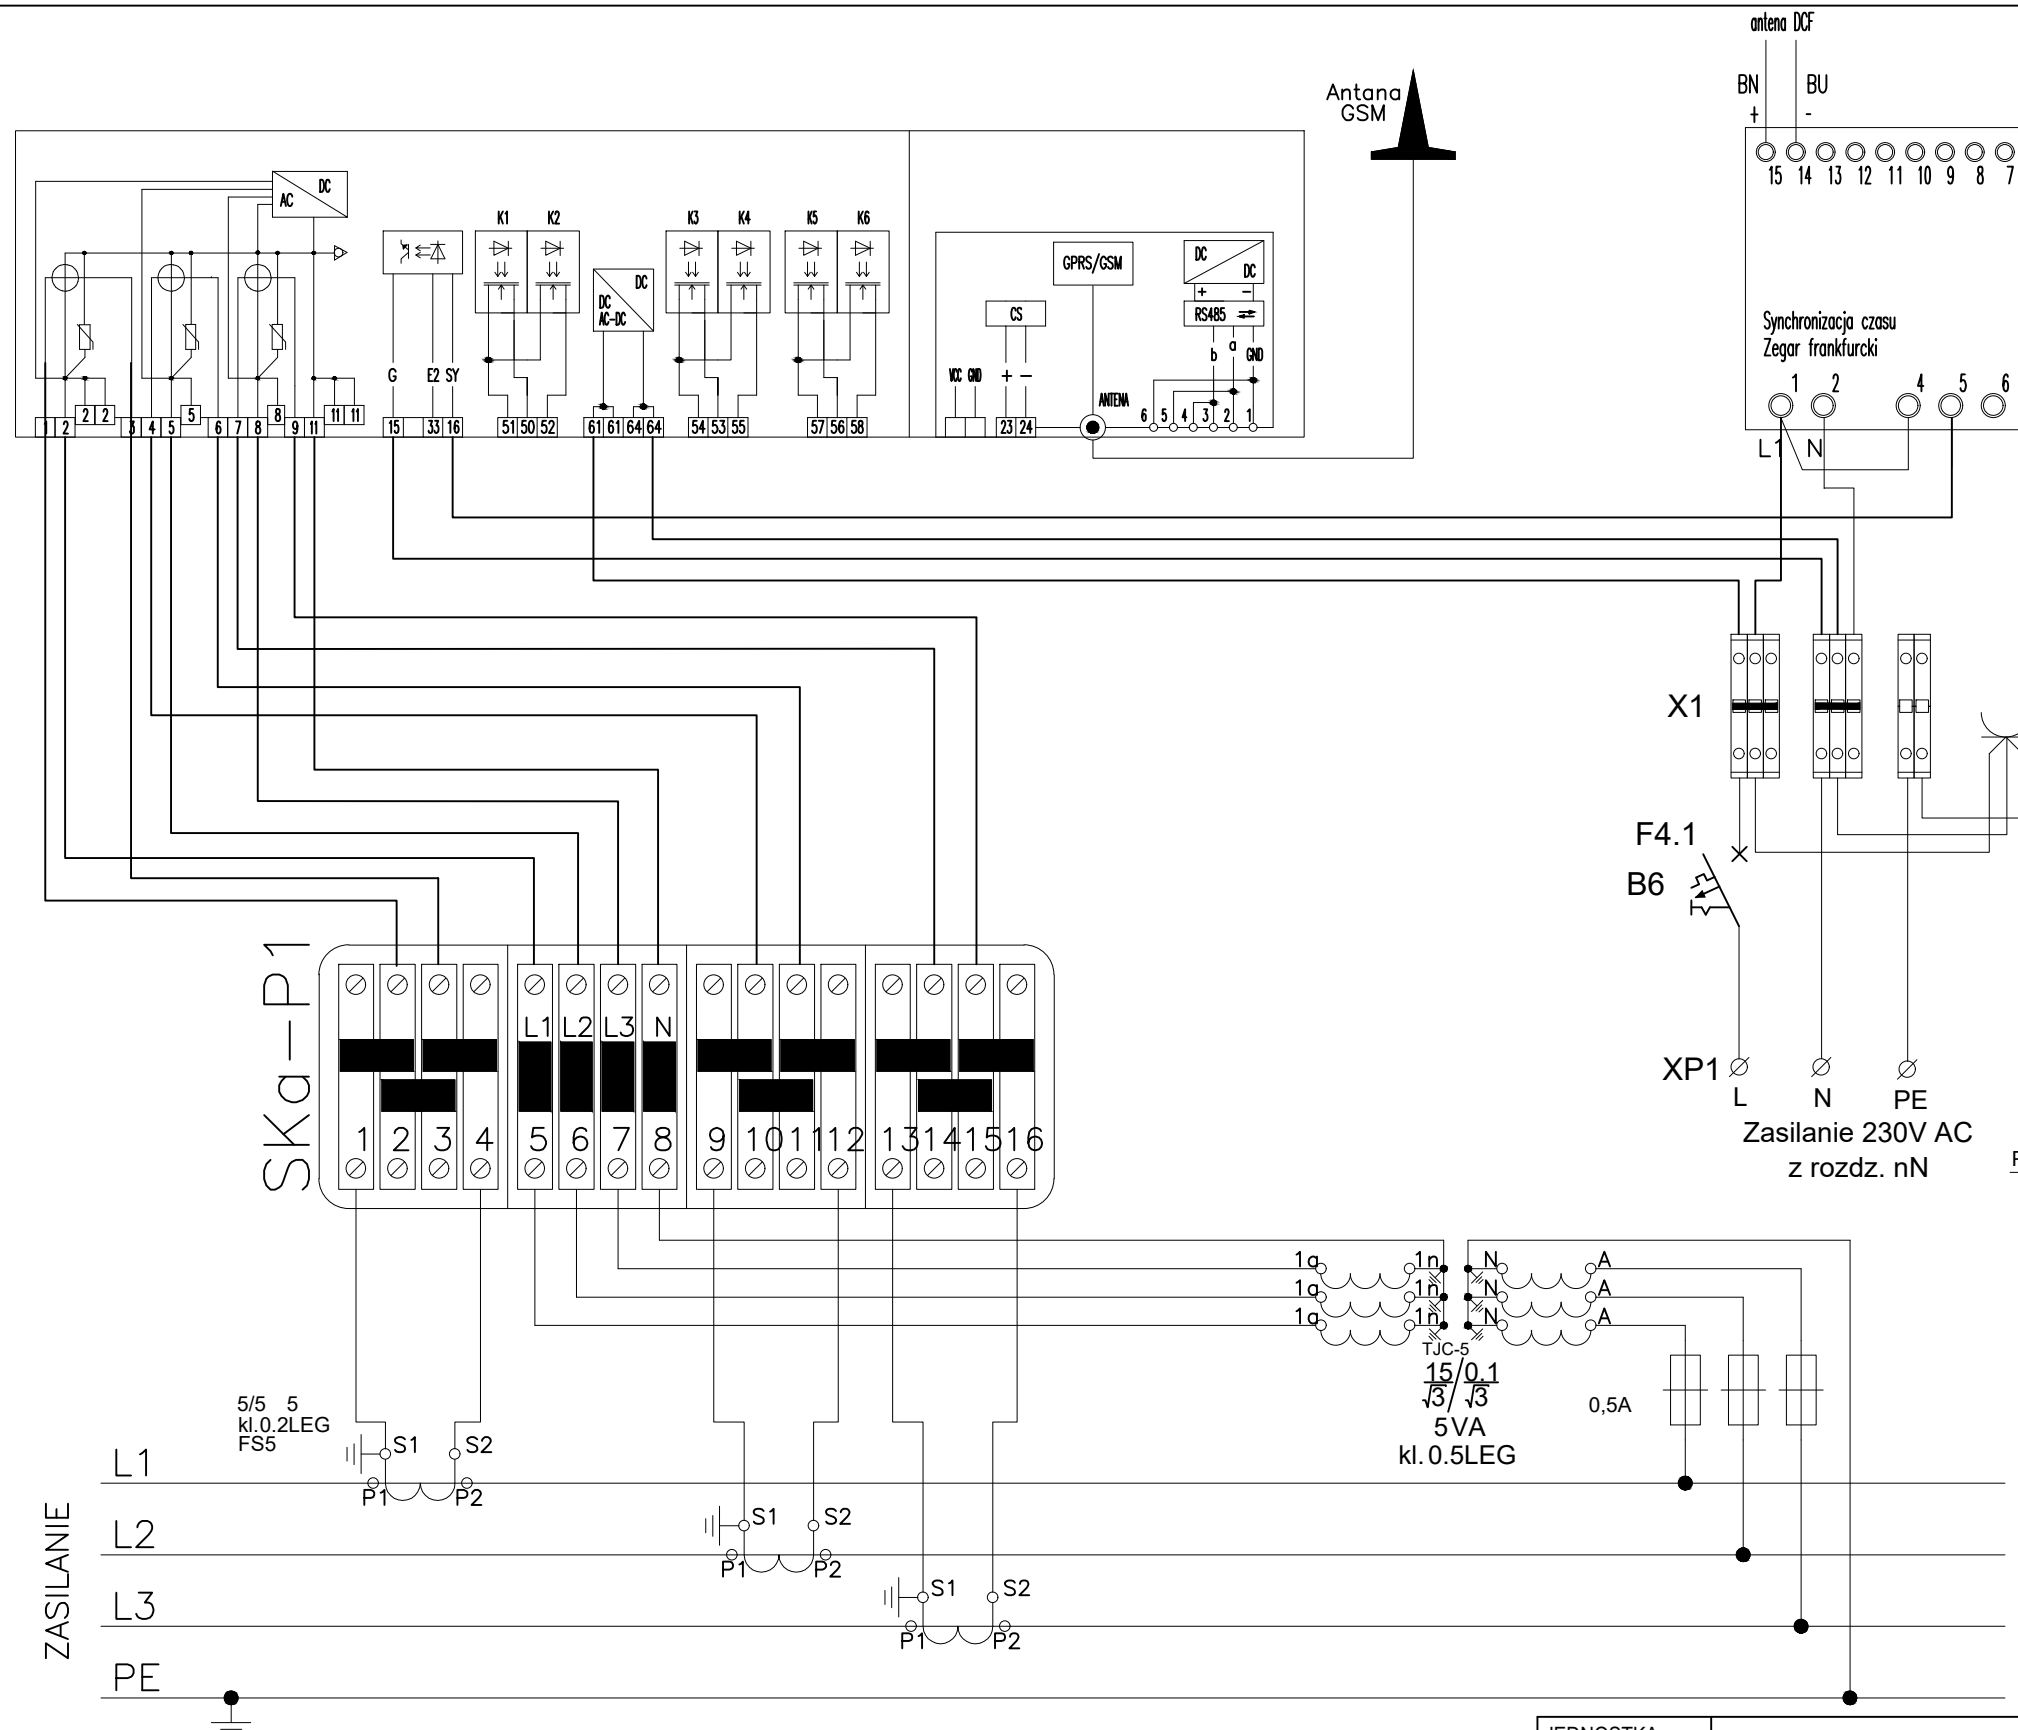 antena DCF
BN BU
+ -
Antana
GSM
15 14 13 12 11 10 9 8 7
DC
AC
K1 K2 K3 K4 K5 K6
GPRS/GSM
DC
DC
DC
DC
AC-DC
+ -
CS
RS485
Synchronizacja czasu
Zegar frankfurcki
b a GND
G E2 SY
VCC GND + -
1 2 4 5 6
ANTENA
6 5 4 3 2 1
2 2 5 8 11 11
1 2 3 4 5 6 7 8 9 11
15 33 16 51 50 52 61 61 64 64 54 53 55 57 56 58
23 24
L1 N
X1
F4.1
B6
SKa-P1
L1 L2 L3 N
XP1
L N PE
1 2 3 4 5 6 7 8 9 10 11 12 13 14 15 16
Zasilanie 230V AC
z rozdz. nN
1a 1n N A
1a 1n N A
1a 1n N A
TJC-5
15/0.1
√3/√3
5VA
kl.0.5LEG
0,5A
5/5 5
kl.0.2LEG
FS5
S1 S2
L1
P1 P2
S1 S2
L2
P1 P2
S1 S2
L3
P1 P2
PE
ZASILANIE